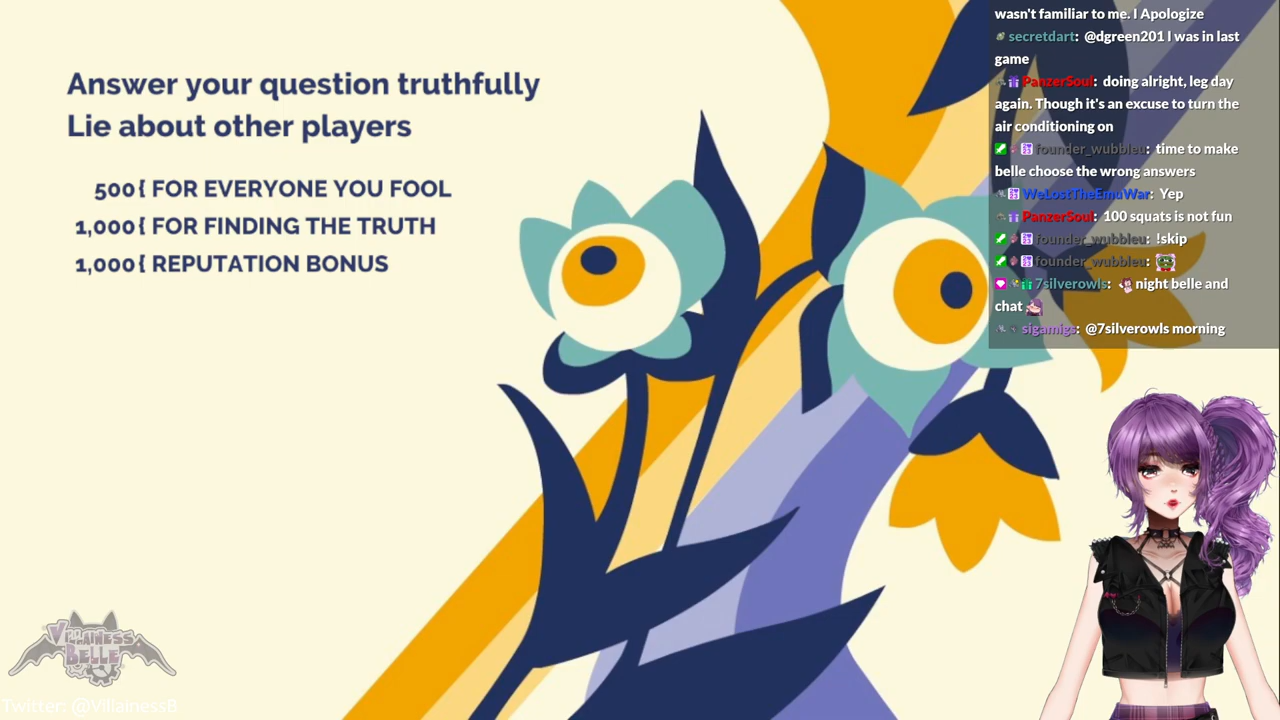 Answer your question truthfully
Lie about other players
500{ FOR EVERYONE YOU FOOL
1,000{ FOR FINDING THE TRUTH
1,000{ REPUTATION BONUS
wasn't familiar to me. I Apologize
secretdart: @dgreen201 I was in last
game
PanzerSoul: doing alright, leg day
again. Though it's an excuse to turn the
air conditioning on
founder_wubbleu: time to make
belle choose the wrong answers
WeLostTheEmuWar: Yep
PanzerSoul: 100 squats is not fun
founder_wubbleu: !skip
founder_wubbleu:
7silverowls: night belle and
chat
sigamigs: @7silverowls morning
VILLAINESS
BELLE
Twitter: @VillainessB